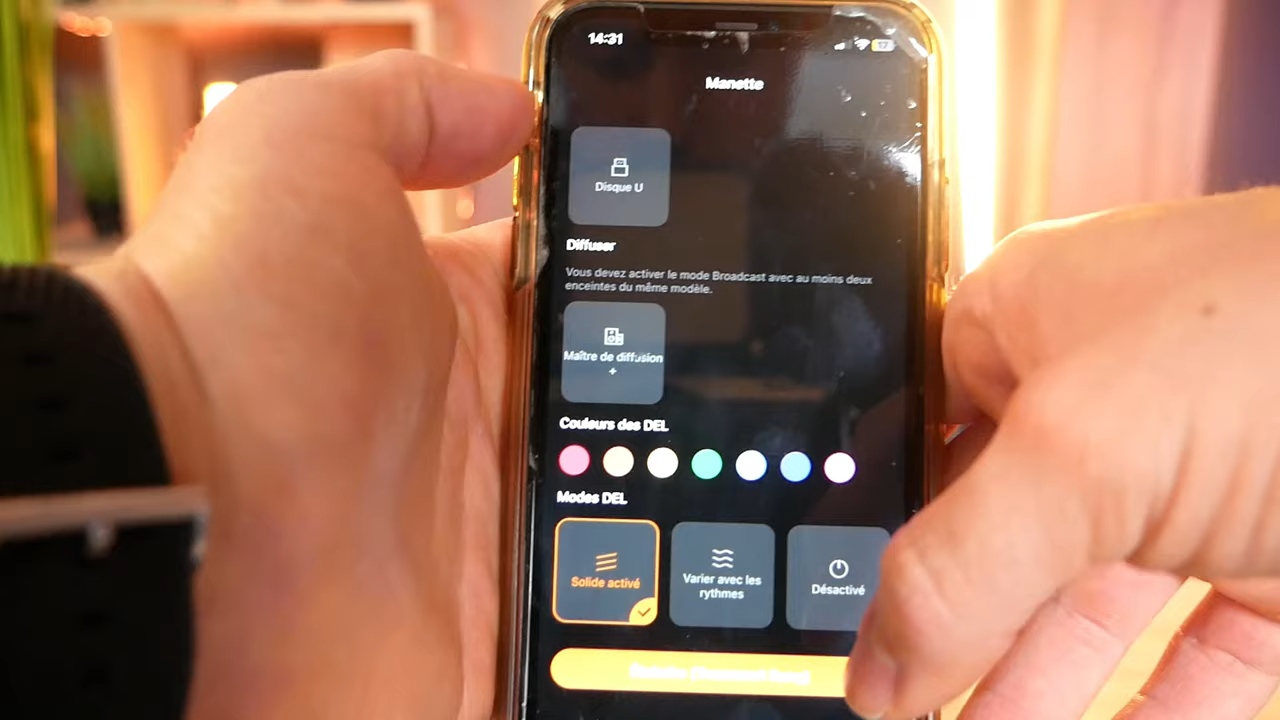 14:31
17
Manette
Disque U
Diffuser
Vous devez activer le mode Broadcast avec au moins deux
enceintes du même modèle.
Maître de diffusion
+
Couleurs des DEL
Modes DEL
Solide activé
Varier avec les
rythmes
Désactivé